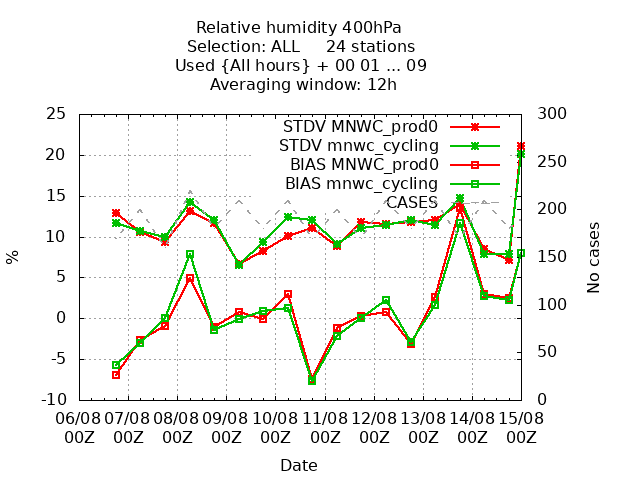 Relative humidity 400hPa
Selection: ALL     24 stations
Used {All hours} + 00 01 ... 09
Averaging window: 12h
STDV MNWC_prod0
STDV mnwc_cycling
BIAS MNWC_prod0
BIAS mnwc_cycling
CASES
25
20
15
10
5
0
-5
-10
%
300
250
200
150
100
50
0
No cases
06/08 07/08 08/08 09/08 10/08 11/08 12/08 13/08 14/08 15/08
00Z 00Z 00Z 00Z 00Z 00Z 00Z 00Z 00Z 00Z
Date